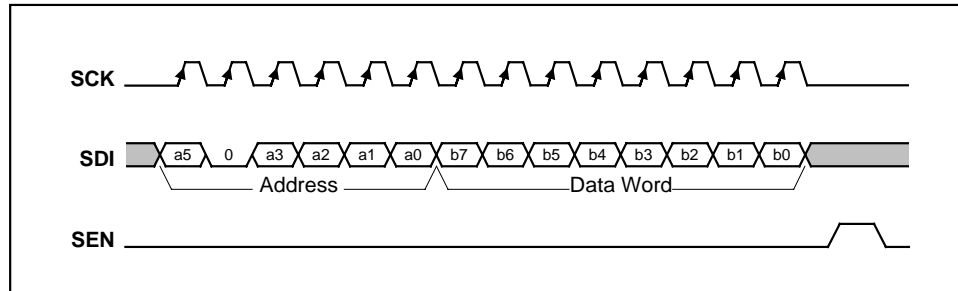 SCK
SDI a5 0 a3 a2 a1 a0 b7 b6 b5 b4 b3 b2 b1 b0
Address Data Word
SEN